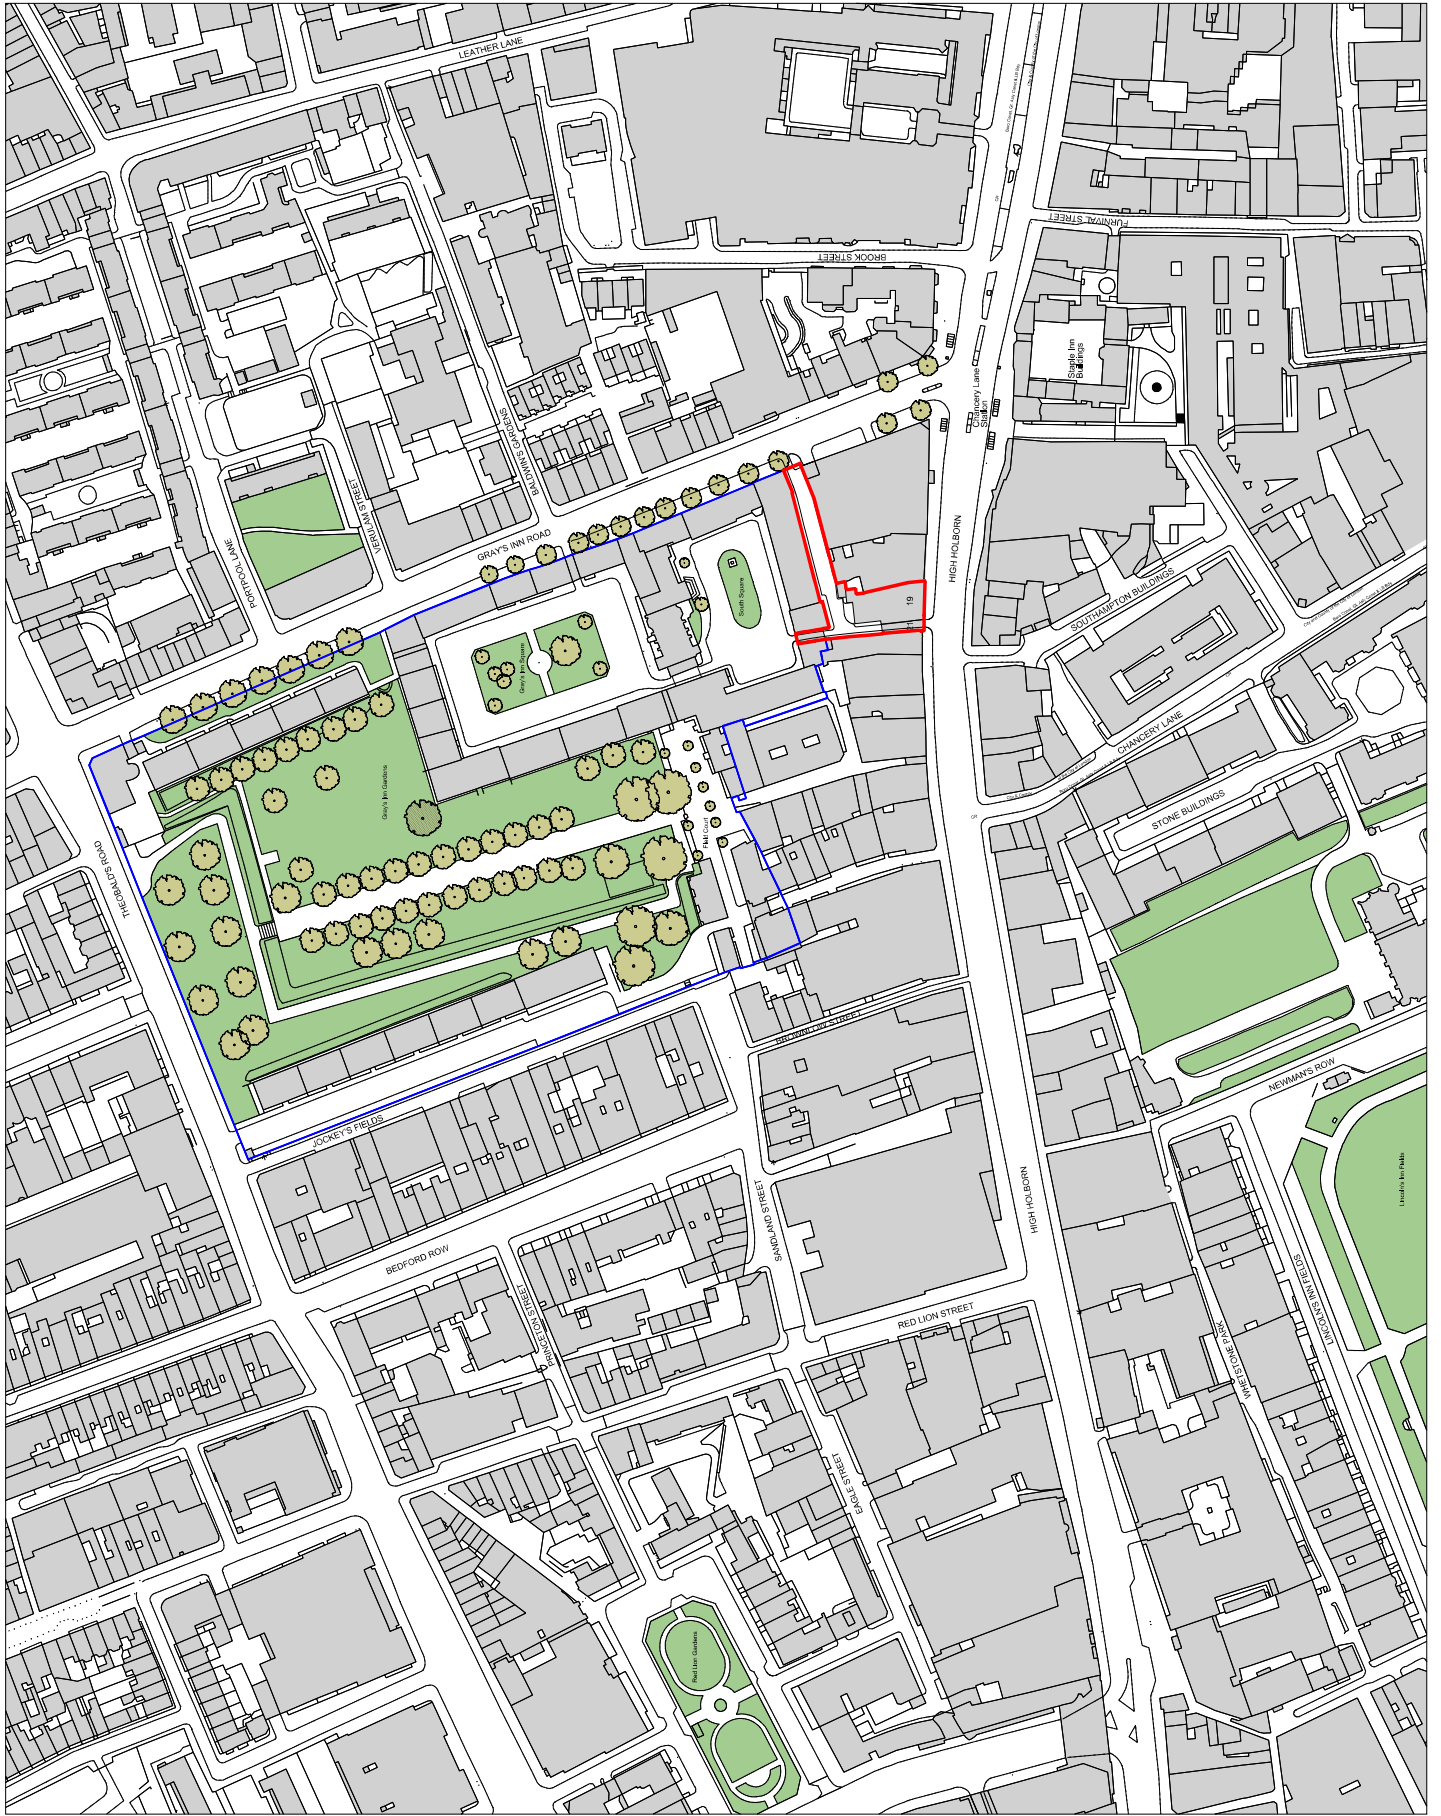 LEATHER LANE
FURNIVAL STREET
BROOK STREET
Staple Inn
Buildings
Chancery Lane
Station
BALDWIN'S GARDENS
VERULAM STREET
PORTPOOL LANE
GRAY'S INN ROAD
HIGH HOLBORN
South Square
19
21
SOUTHAMPTON BUILDINGS
Gray's Inn Square
CHANCERY LANE
Gray's Inn Gardens
STONE BUILDINGS
Field Court
THEOBALD'S ROAD
BROWNLOW STREET
NEWMAN'S ROW
JOCKEY'S FIELDS
Lincoln's Inn Fields
HIGH HOLBORN
SANDLAND STREET
BEDFORD ROW
PRINCETON STREET
RED LION STREET
LINCOLN'S INN FIELDS
WHETSTONE PARK
EAGLE STREET
Red Lion Gardens